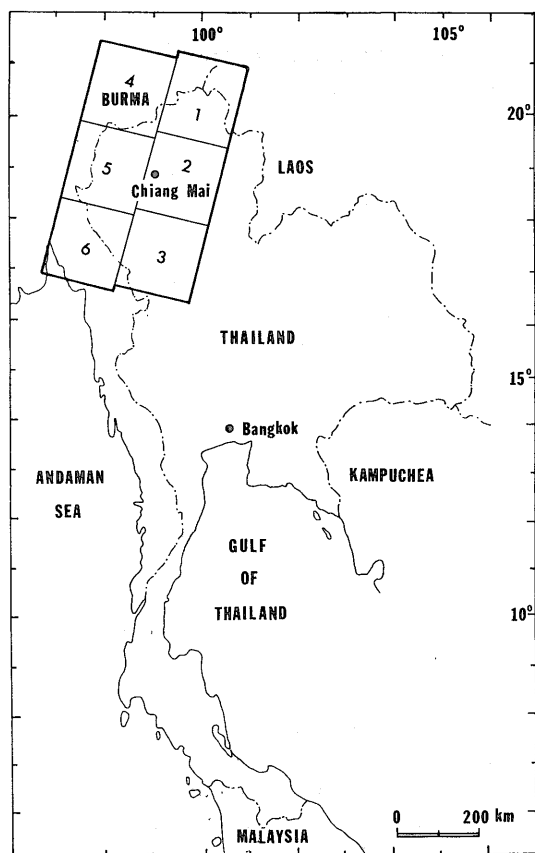 100°
105°
4
BURMA
1
20°
5
2
LAOS
Chiang Mai
6
3
THAILAND
15°
Bangkok
ANDAMAN
SEA
KAMPUCHEA
GULF
OF
THAILAND
10°
0 200 km
MALAYSIA